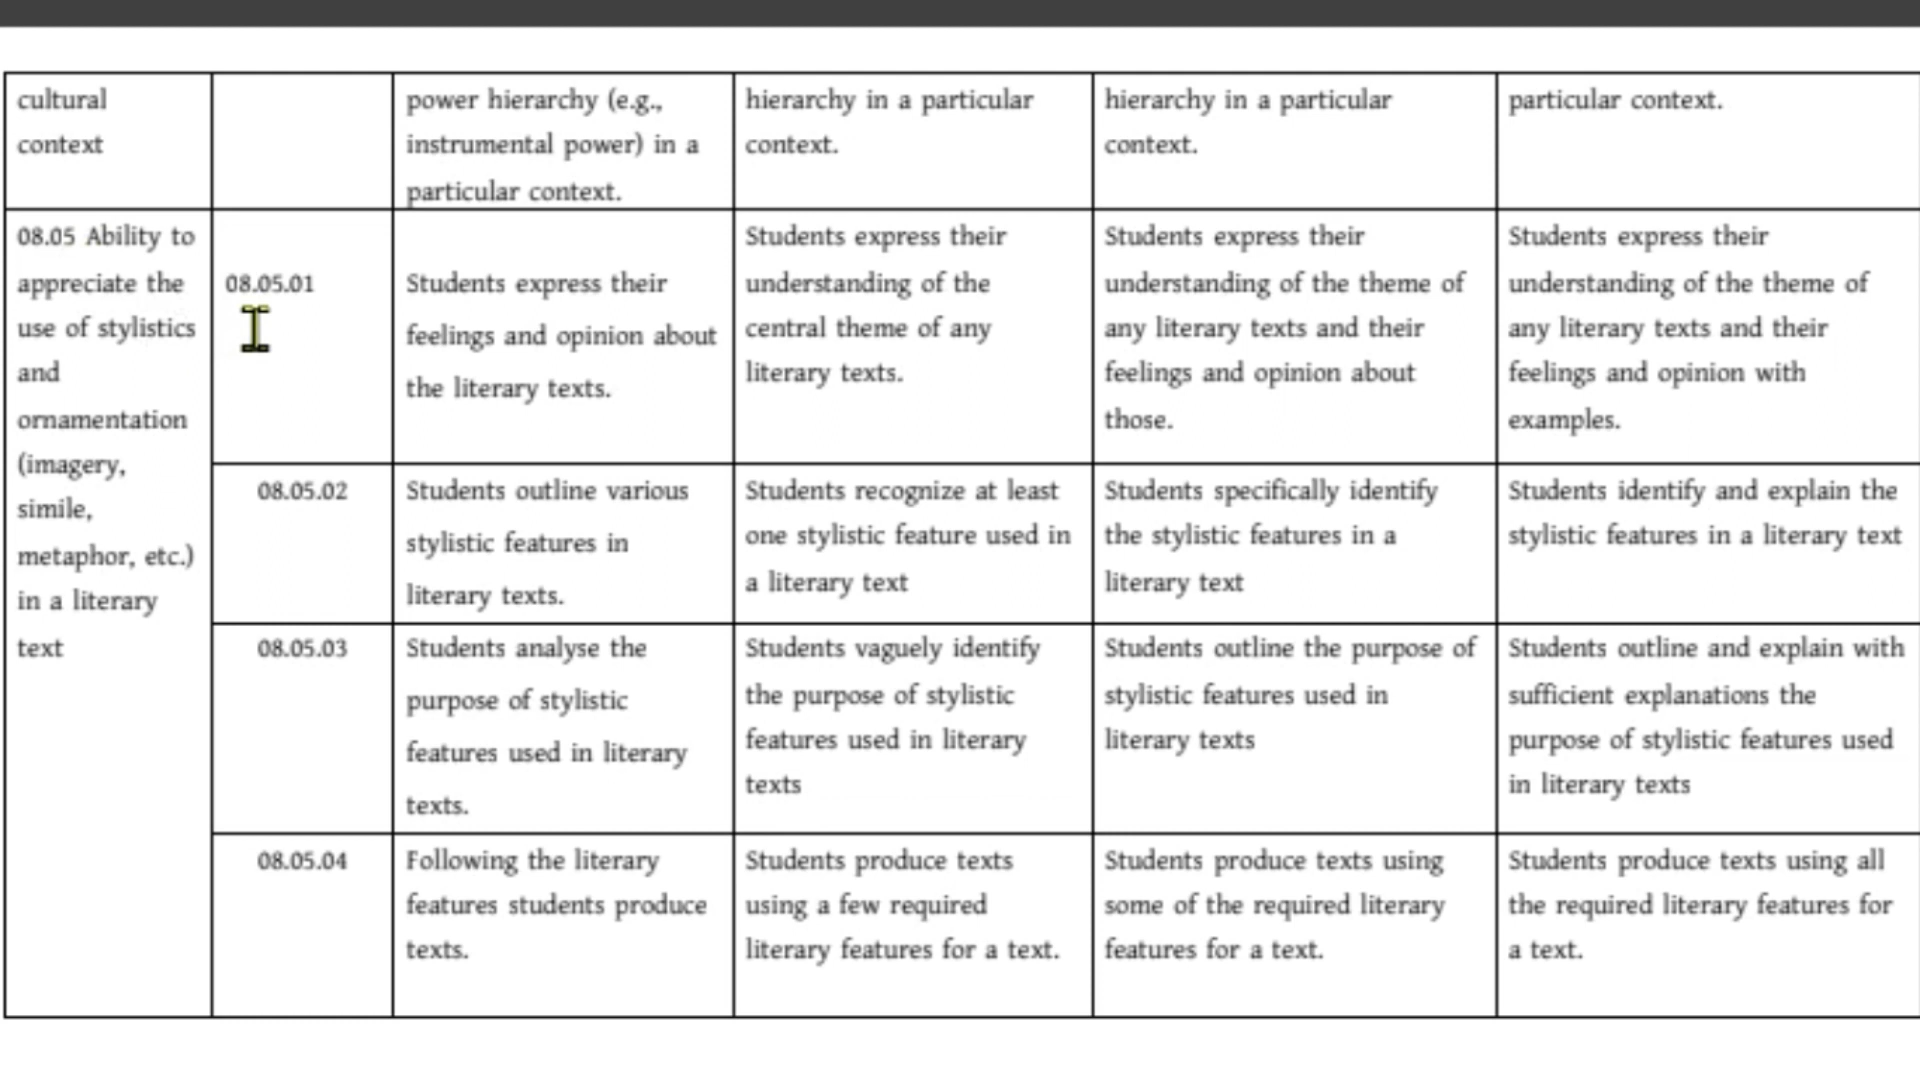 cultural
context
power hierarchy (e.g.,
instrumental power) in a
particular context.
hierarchy in a particular
context.
hierarchy in a particular
context.
particular context.
08.05 Ability to
appreciate the
use of stylistics
and
ornamentation
(imagery,
simile,
metaphor, etc.)
in a literary
text
08.05.01
Students express their
feelings and opinion about
the literary texts.
Students express their
understanding of the
central theme of any
literary texts.
Students express their
understanding of the theme of
any literary texts and their
feelings and opinion about
those.
Students express their
understanding of the theme of
any literary texts and their
feelings and opinion with
examples.
08.05.02
Students outline various
stylistic features in
literary texts.
Students recognize at least
one stylistic feature used in
a literary text
Students specifically identify
the stylistic features in a
literary text
Students identify and explain the
stylistic features in a literary text
08.05.03
Students analyse the
purpose of stylistic
features used in literary
texts.
Students vaguely identify
the purpose of stylistic
features used in literary
texts
Students outline the purpose of
stylistic features used in
literary texts
Students outline and explain with
sufficient explanations the
purpose of stylistic features used
in literary texts
08.05.04
Following the literary
features students produce
texts.
Students produce texts
using a few required
literary features for a text.
Students produce texts using
some of the required literary
features for a text.
Students produce texts using all
the required literary features for
a text.